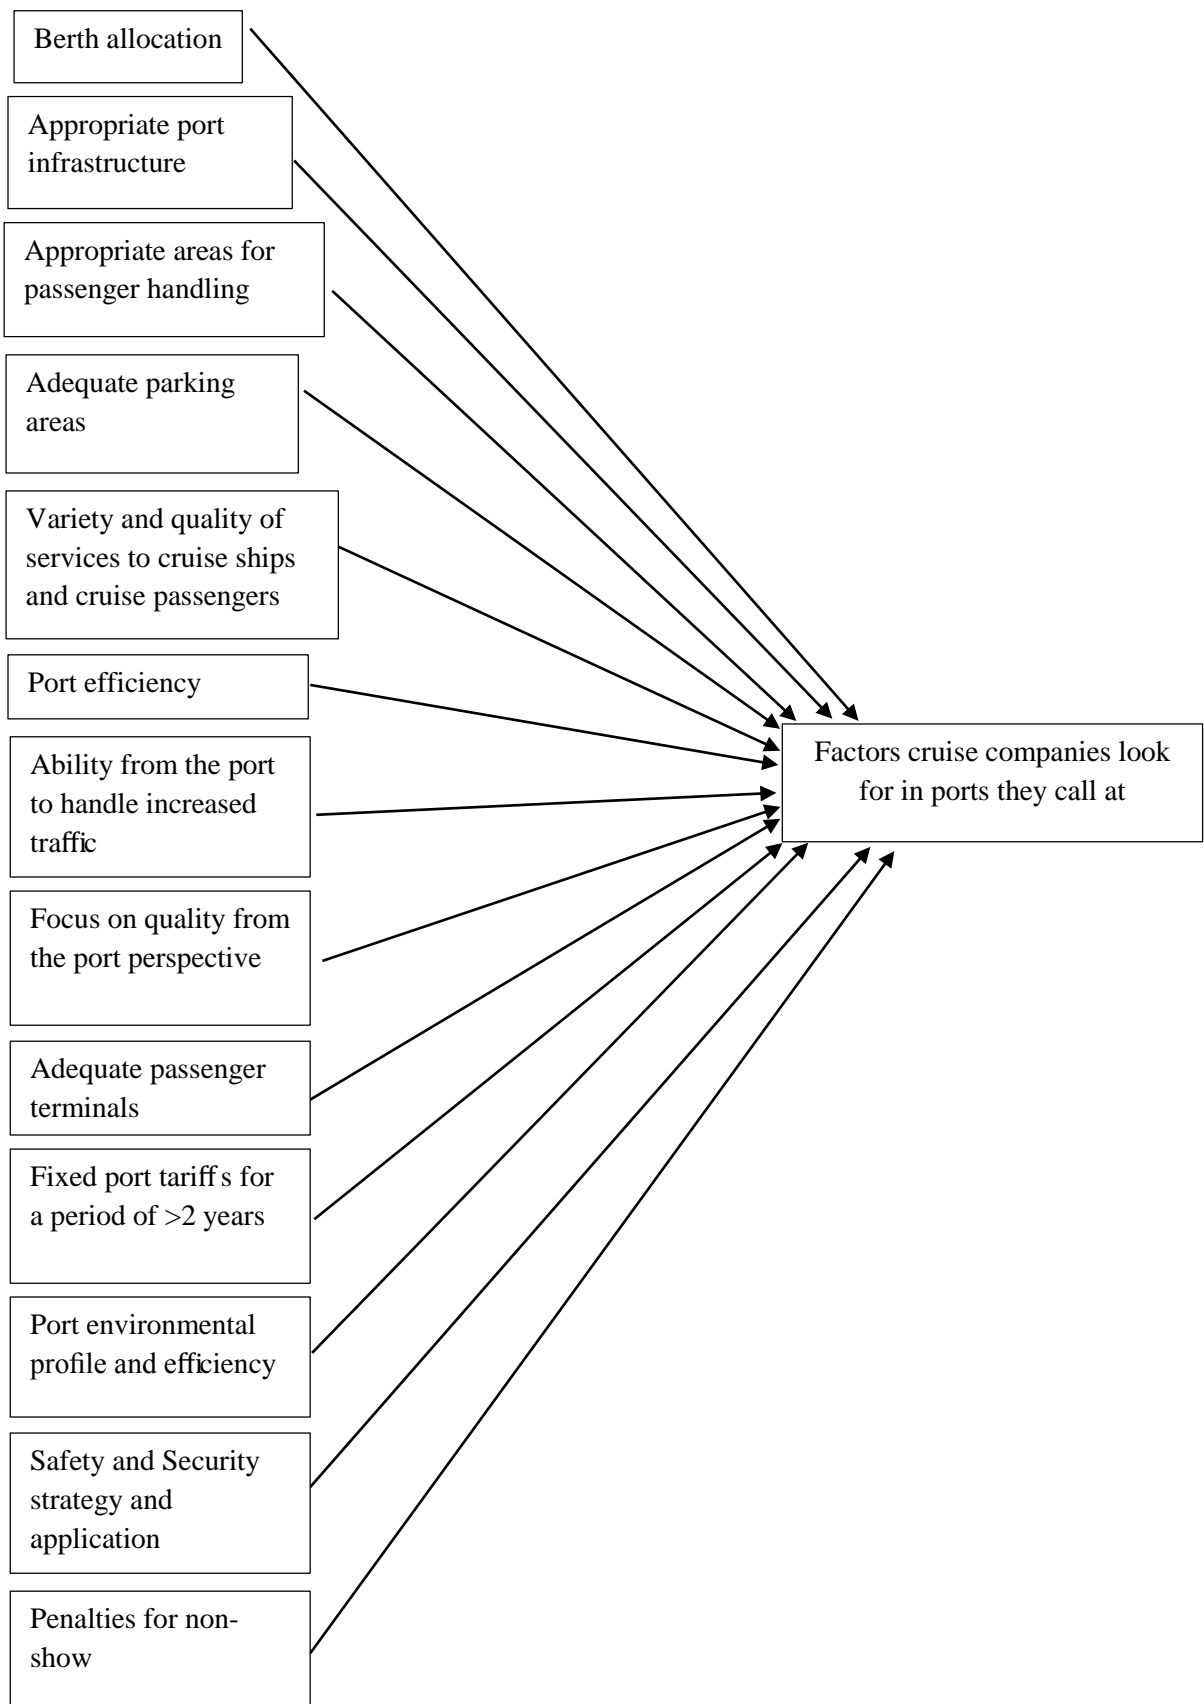 Berth allocation
Appropriate port
infrastructure
Appropriate areas for
passenger handling
Adequate parking
areas
Variety and quality of
services to cruise ships
and cruise passengers
Port efficiency
Factors cruise companies look
for in ports they call at
Ability from the port
to handle increased
traffic
Focus on quality from
the port perspective
Adequate passenger
terminals
Fixed port tariffs for
a period of >2 years
Port environmental
profile and efficiency
Safety and Security
strategy and
application
Penalties for non-
show